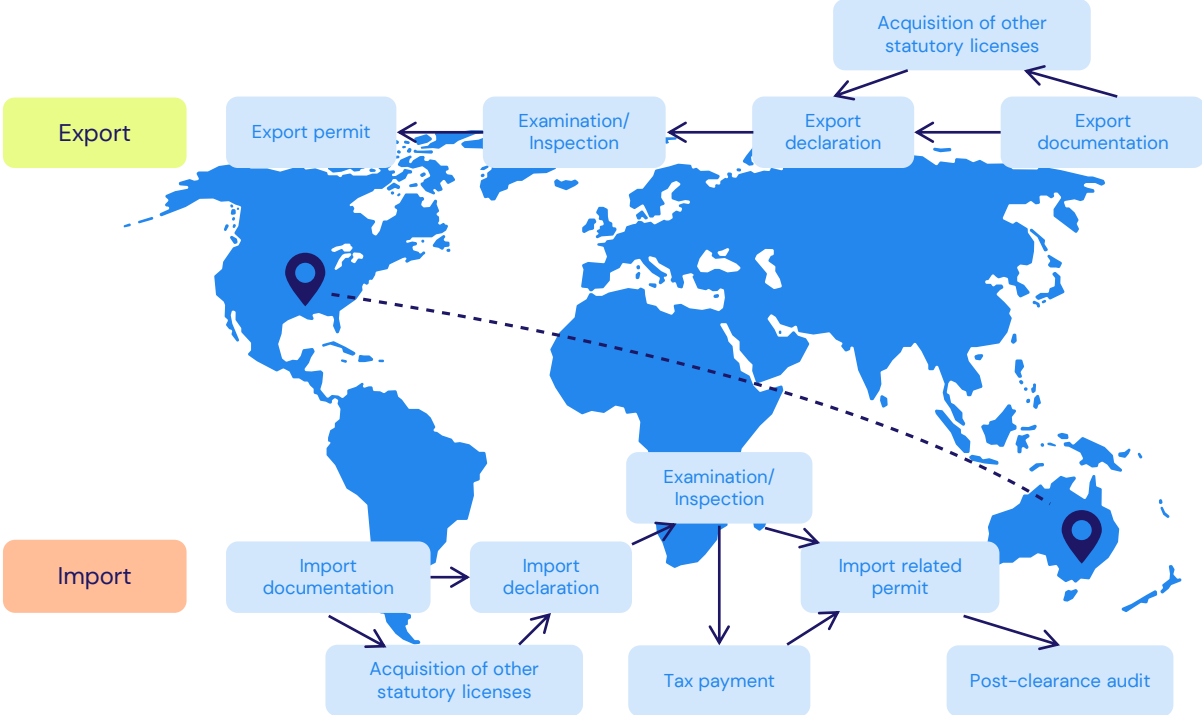 Acquisition of other
statutory licenses
Export
Export permit
Examination/
Inspection
Export
declaration
Export
documentation
Examination/
Inspection
Import
Import
documentation
Import
declaration
Import related
permit
Acquisition of other
statutory licenses
Tax payment
Post-clearance audit